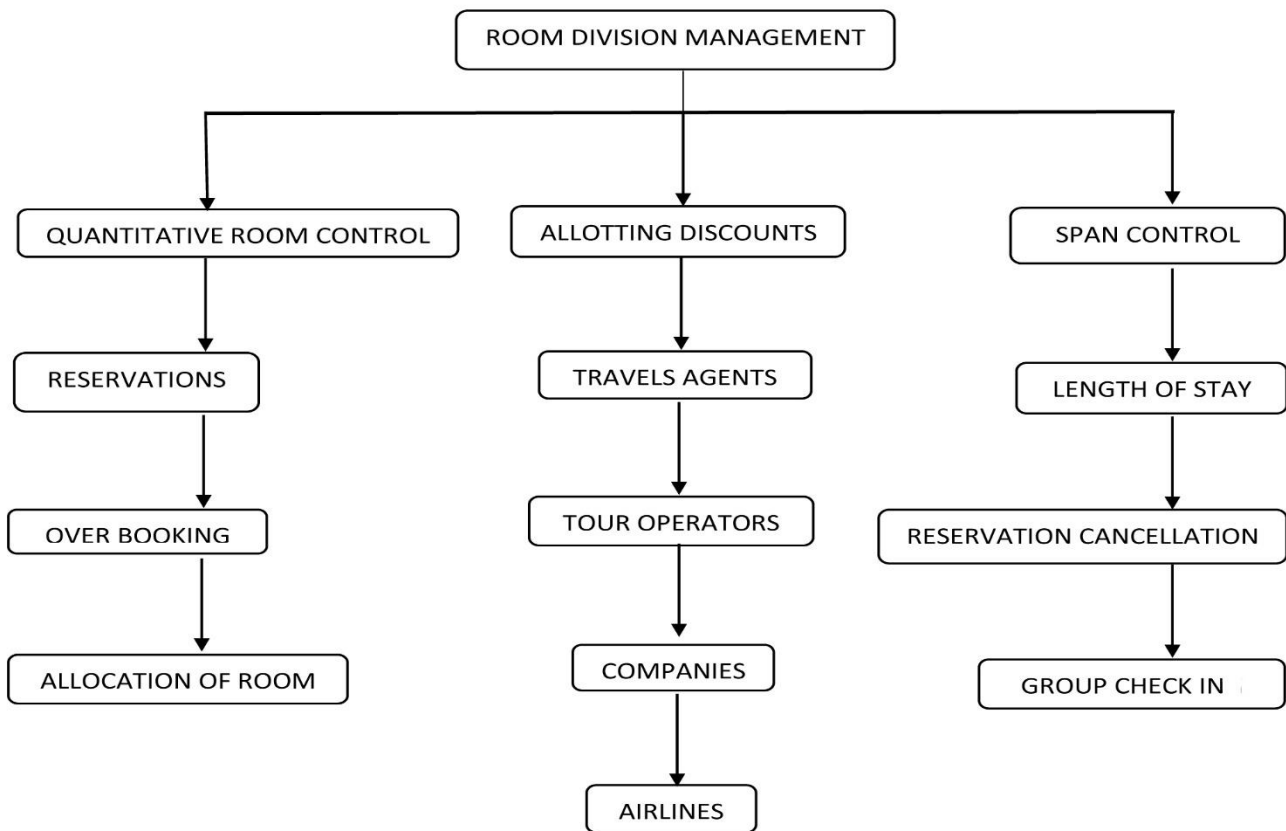 ROOM DIVISION MANAGEMENT
QUANTITATIVE ROOM CONTROL
ALLOTTING DISCOUNTS
SPAN CONTROL
RESERVATIONS
TRAVELS AGENTS
LENGTH OF STAY
OVER BOOKING
TOUR OPERATORS
RESERVATION CANCELLATION
ALLOCATION OF ROOM
COMPANIES
GROUP CHECK IN
AIRLINES